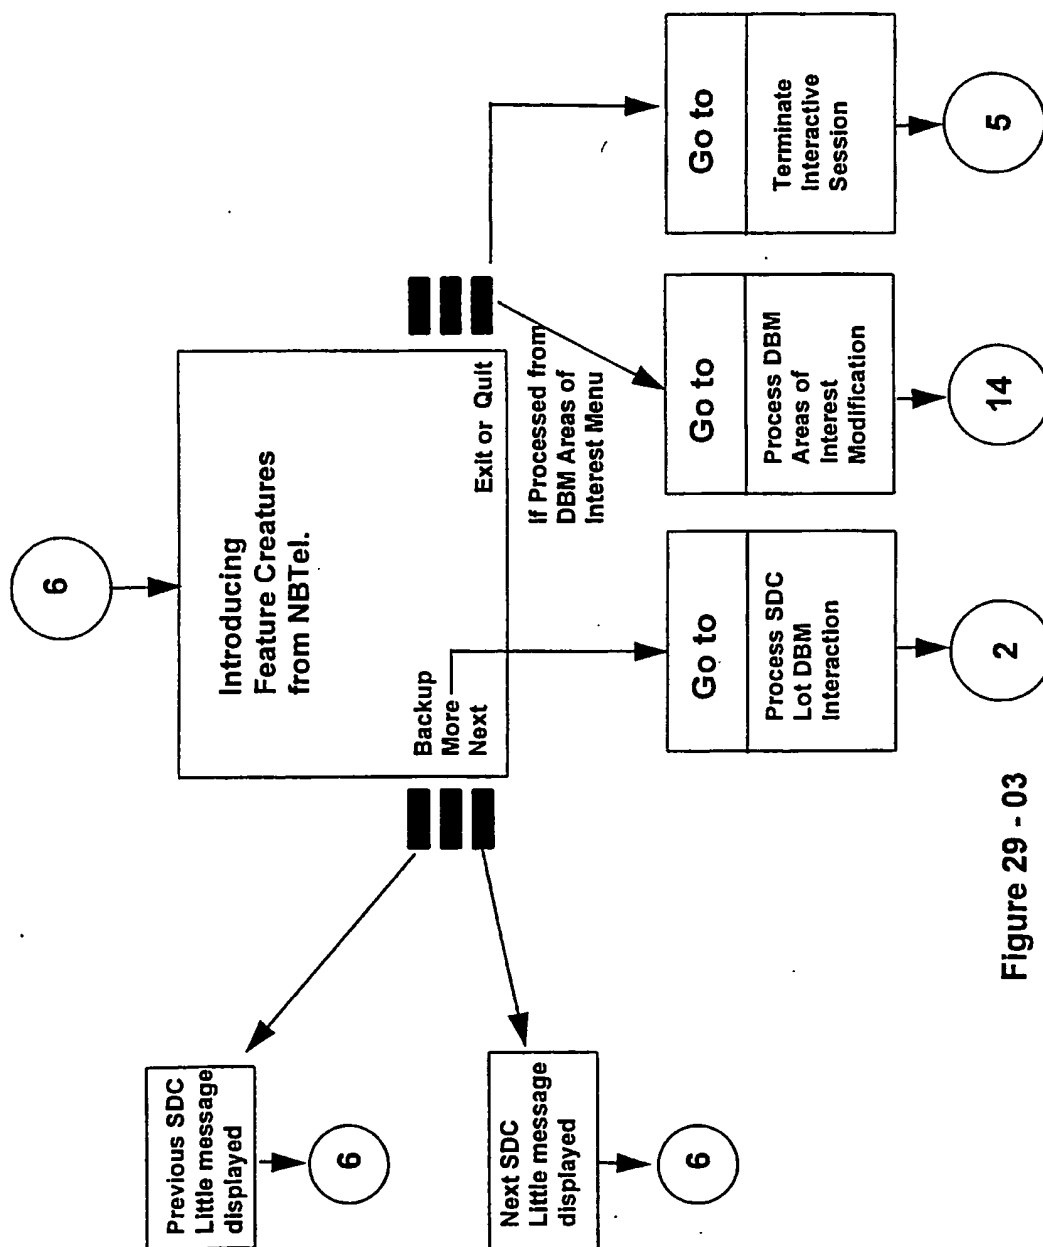 6
Introducing
Feature Creatures
from NBTel.
Backup
More
Next
Exit or Quit
If Processed from
DBM Areas of
Interest Menu
Previous SDC
Little message
displayed
6
Next SDC
Little message
displayed
6
Go to
Process SDC
Lot DBM
Interaction
2
Go to
Process DBM
Areas of
Interest
Modification
14
Go to
Terminate
Interactive
Session
5
Figure 29 - 03